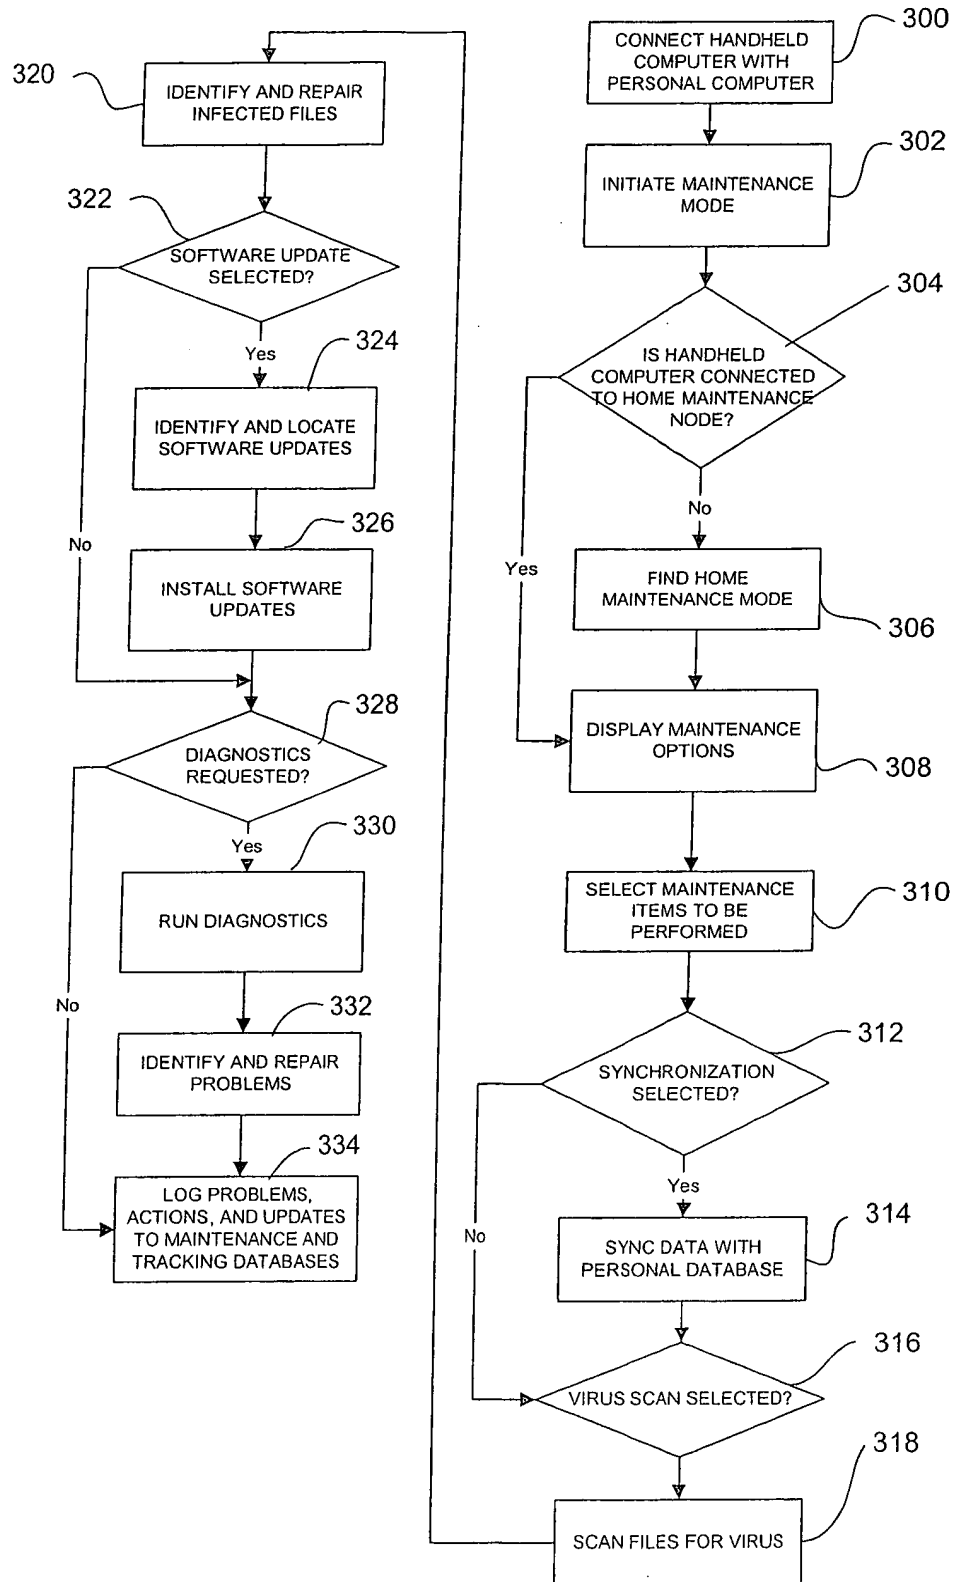 300
CONNECT HANDHELD
COMPUTER WITH
PERSONAL COMPUTER
302
INITIATE MAINTENANCE
MODE
304
IS HANDHELD
COMPUTER CONNECTED
TO HOME MAINTENANCE
NODE?
No
Yes
FIND HOME
MAINTENANCE MODE
306
DISPLAY MAINTENANCE
OPTIONS
308
SELECT MAINTENANCE
ITEMS TO BE
PERFORMED
310
312
SYNCHRONIZATION
SELECTED?
Yes
No
314
SYNC DATA WITH
PERSONAL DATABASE
316
VIRUS SCAN SELECTED?
318
SCAN FILES FOR VIRUS
320
IDENTIFY AND REPAIR
INFECTED FILES
322
SOFTWARE UPDATE
SELECTED?
Yes
324
IDENTIFY AND LOCATE
SOFTWARE UPDATES
326
No
INSTALL SOFTWARE
UPDATES
328
DIAGNOSTICS
REQUESTED?
Yes
330
RUN DIAGNOSTICS
No
332
IDENTIFY AND REPAIR
PROBLEMS
334
LOG PROBLEMS,
ACTIONS, AND UPDATES
TO MAINTENANCE AND
TRACKING DATABASES